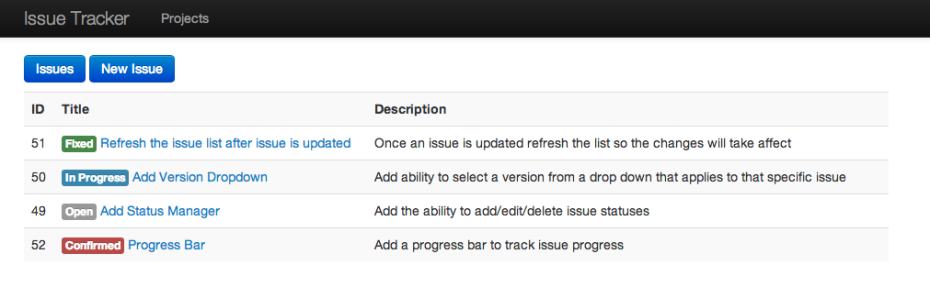 Issue Tracker Projects
Issues New Issue
ID Title Description
51 Fixed Refresh the issue list after issue is updated Once an issue is updated refresh the list so the changes will take affect
50 In Progress Add Version Dropdown Add ability to select a version from a drop down that applies to that specific issue
49 Open Add Status Manager Add the ability to add/edit/delete issue statuses
52 Confirmed Progress Bar Add a progress bar to track issue progress